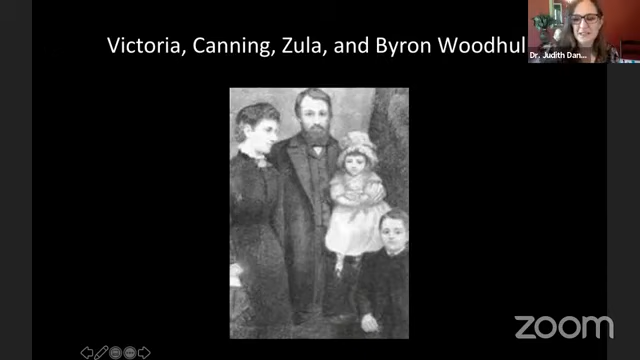 Victoria, Canning, Zula, and Byron Woodhul
Dr. Judith Dan...
ZOOM